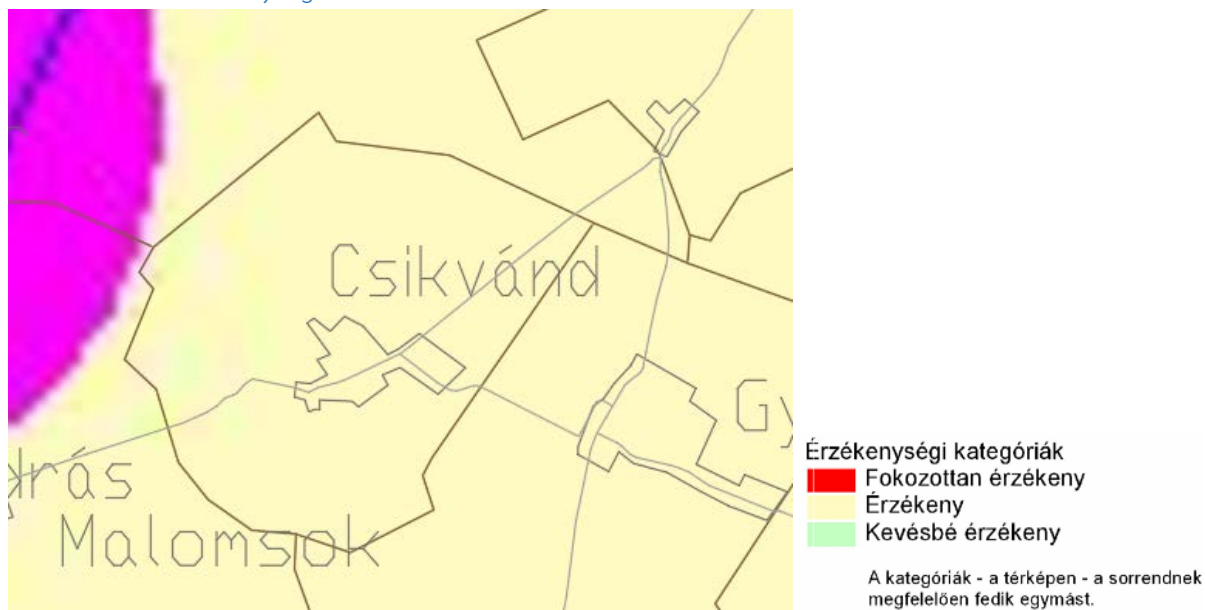 Csikvánd
Gy
drás
Malomsok
Érzékenységi kategóriák
Fokozottan érzékeny
Érzékeny
Kevésbé érzékeny
A kategóriák - a térképen - a sorrendnek
megfelelően fedik egymást.